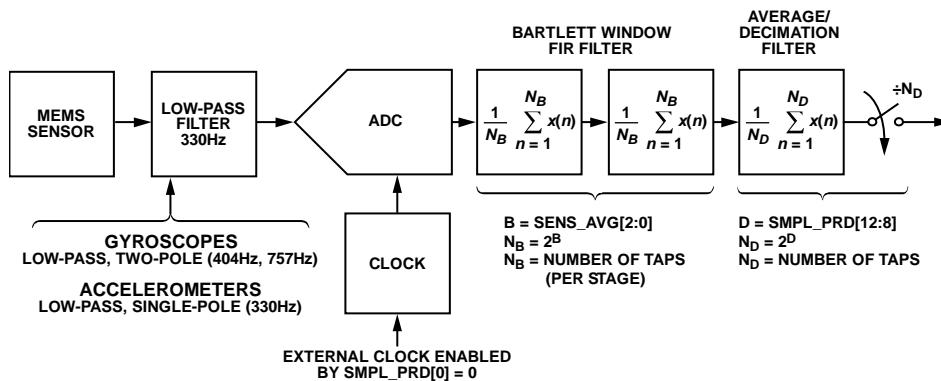 BARTLETT WINDOW
FIR FILTER
AVERAGE/
DECIMATION
FILTER
MEMS
SENSOR
LOW-PASS
FILTER
330Hz
ADC
1/N_B ∑ x(n) n = 1 N_B
1/N_B ∑ x(n) n = 1 N_B
1/N_D ∑ x(n) n = 1 N_D
÷N_D
GYROSCOPES
LOW-PASS, TWO-POLE (404Hz, 757Hz)
ACCELEROMETERS
LOW-PASS, SINGLE-POLE (330Hz)
CLOCK
B = SENS_AVG[2:0]
N_B = 2^B
N_B = NUMBER OF TAPS
(PER STAGE)
D = SMPL_PRD[12:8]
N_D = 2^D
N_D = NUMBER OF TAPS
EXTERNAL CLOCK ENABLED
BY SMPL_PRD[0] = 0